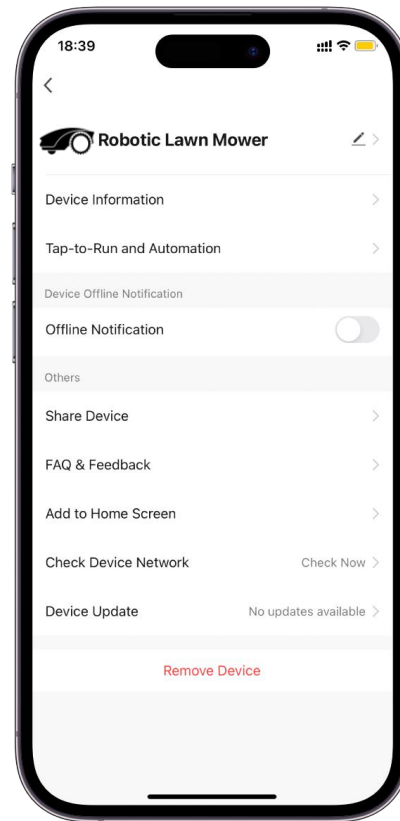 18:39
Robotic Lawn Mower
Device Information
Tap-to-Run and Automation
Device Offline Notification
Offline Notification
Others
Share Device
FAQ & Feedback
Add to Home Screen
Check Device Network Check Now
Device Update No updates available
Remove Device